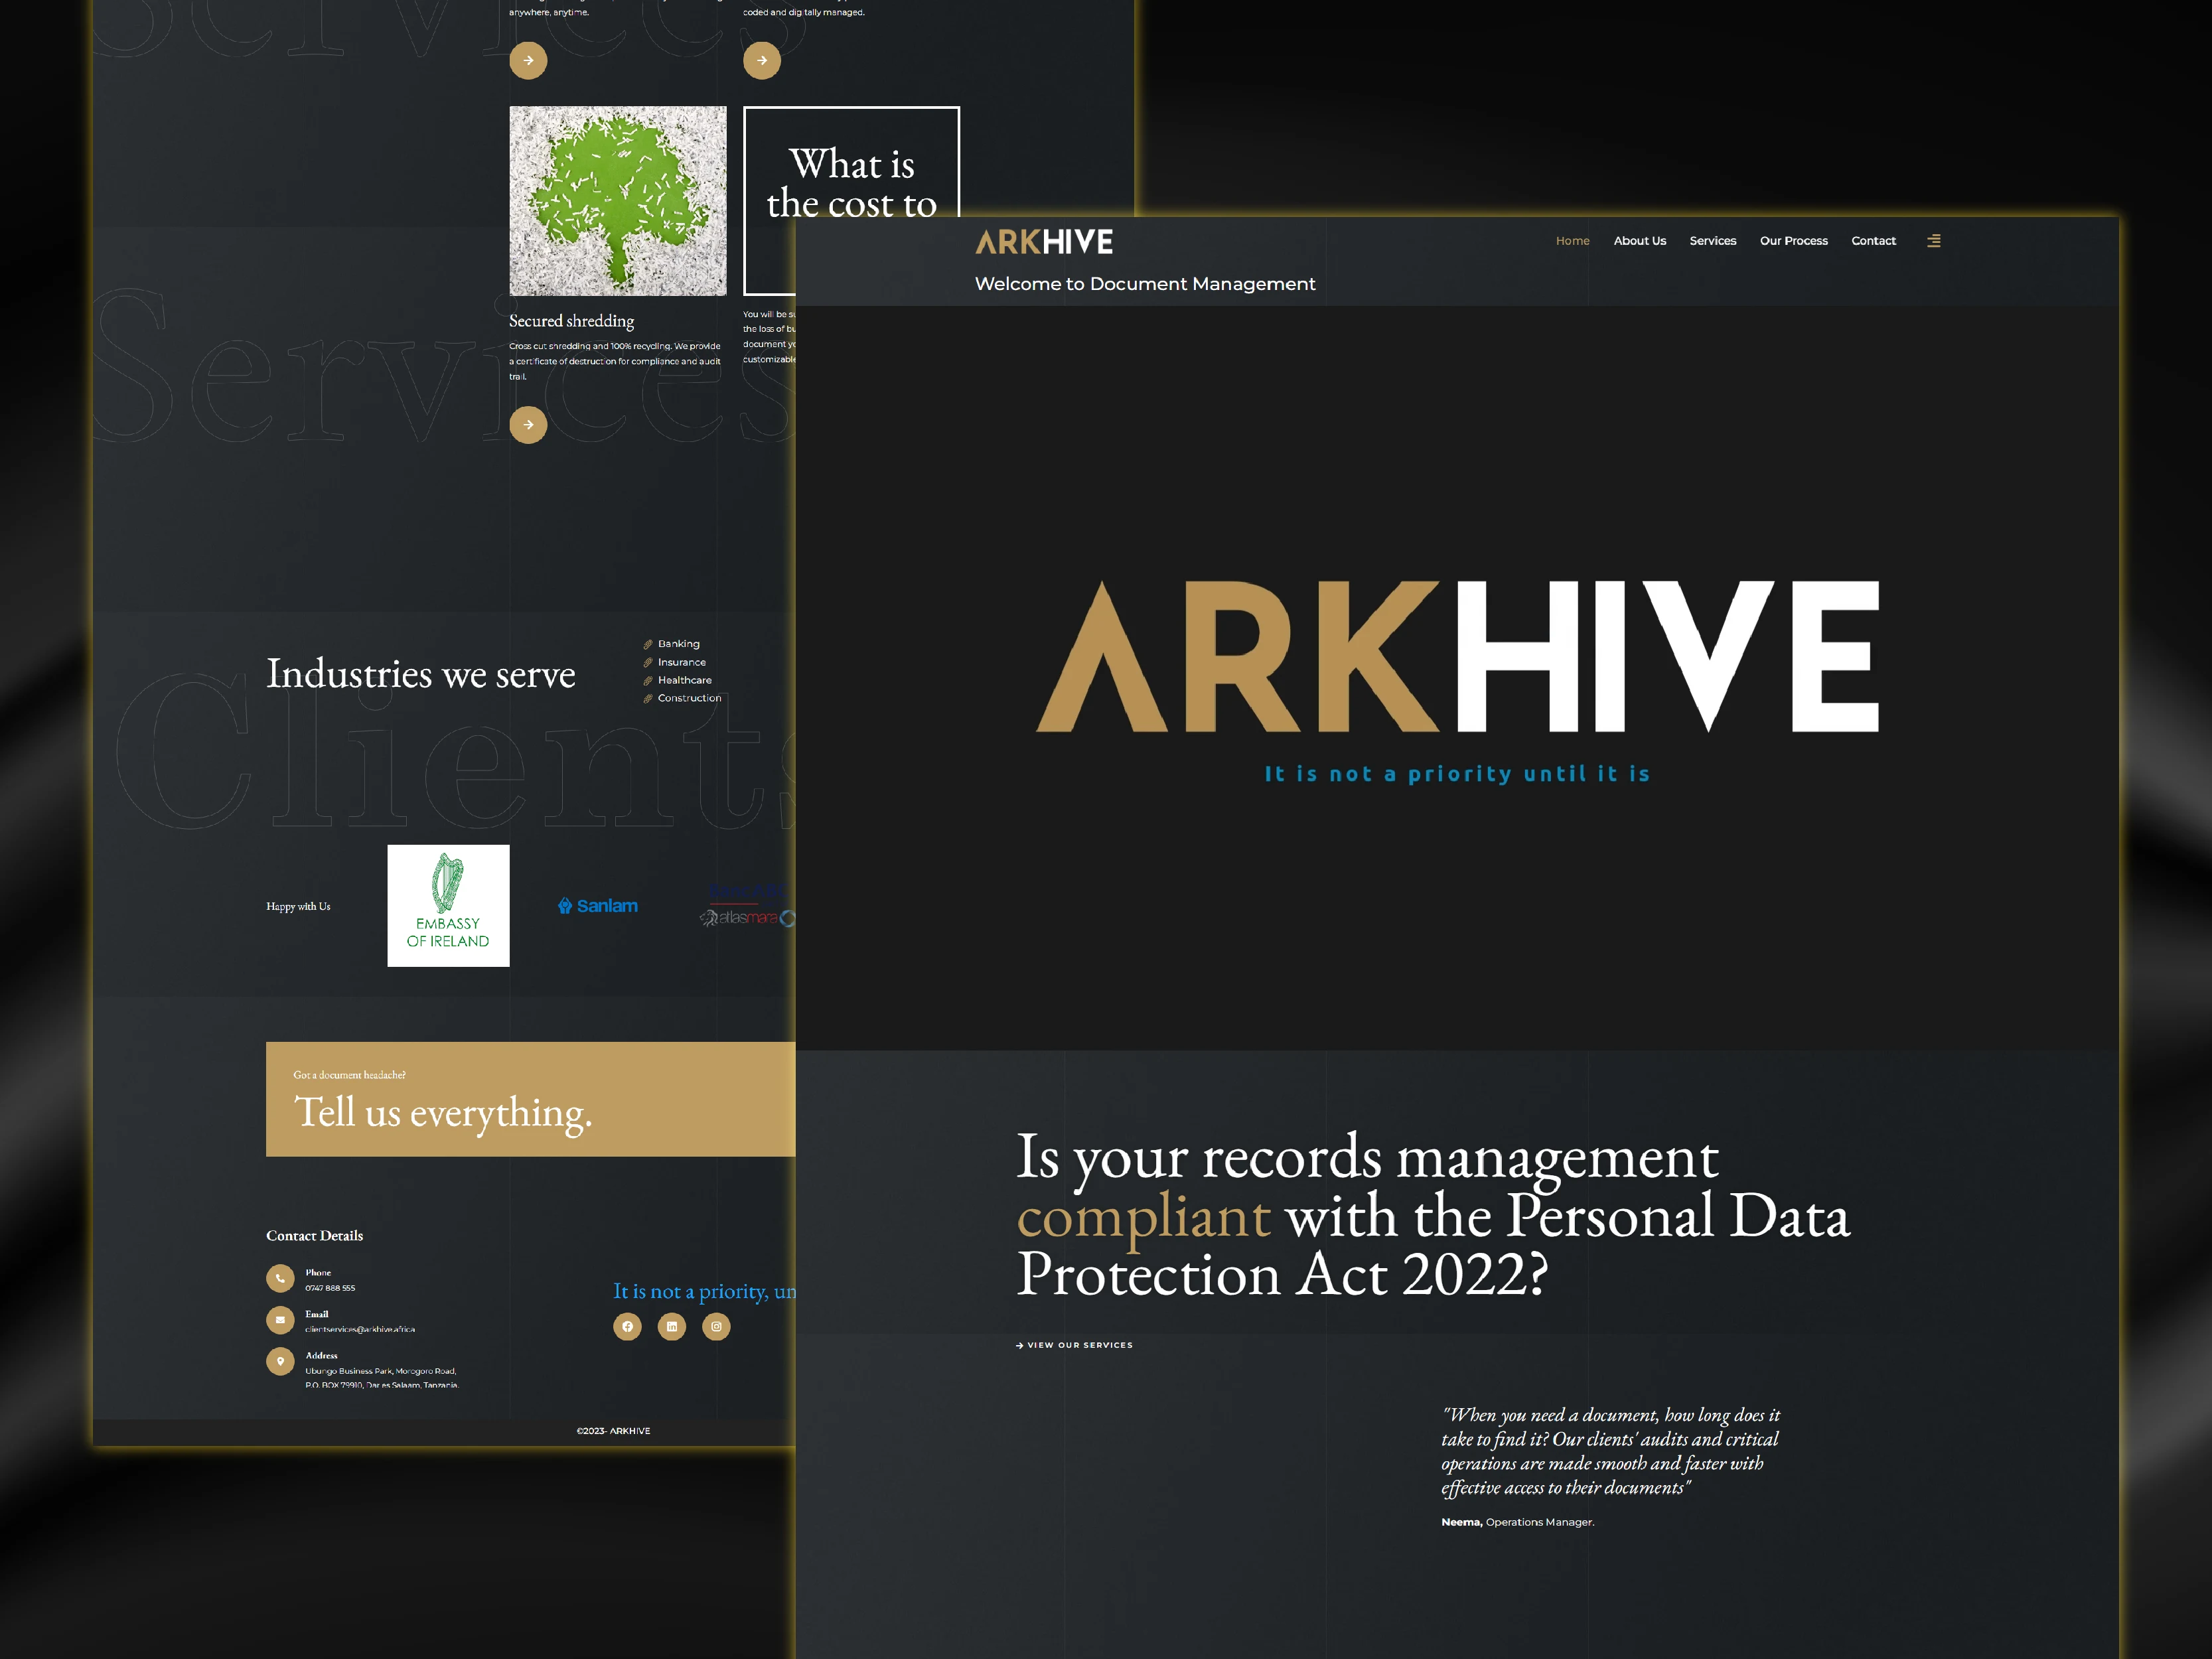 Services
anywhere, anytime.
coded and digitally managed.
What is
the cost to
Secured shredding
Cross cut shredding and 100% recycling. We provide
a certificate of destruction for compliance and audit
trail.
You will be
the loss of
document
customizable
Services
Industries we serve
Banking
Insurance
Healthcare
Construction
Clients
Happy with Us
EMBASSY
OF IRELAND
Sanlam
atlasmara
Got a document headache?
Tell us everything.
Contact Details
Phone
0747 888 555
Email
clientservices@arkhive.africa
Address
Ubungo Business Park, Morogoro Road,
P.O. BOX 79910, Dar es Salaam, Tanzania.
It is not a priority, un
©2023- ARKHIVE
ARKHIVE
Home
About Us
Services
Our Process
Contact
Welcome to Document Management
ARKHIVE
It is not a priority until it is
Is your records management
compliant with the Personal Data
Protection Act 2022?
VIEW OUR SERVICES
"When you need a document, how long does it
take to find it? Our clients' audits and critical
operations are made smooth and faster with
effective access to their documents"
Neema, Operations Manager.